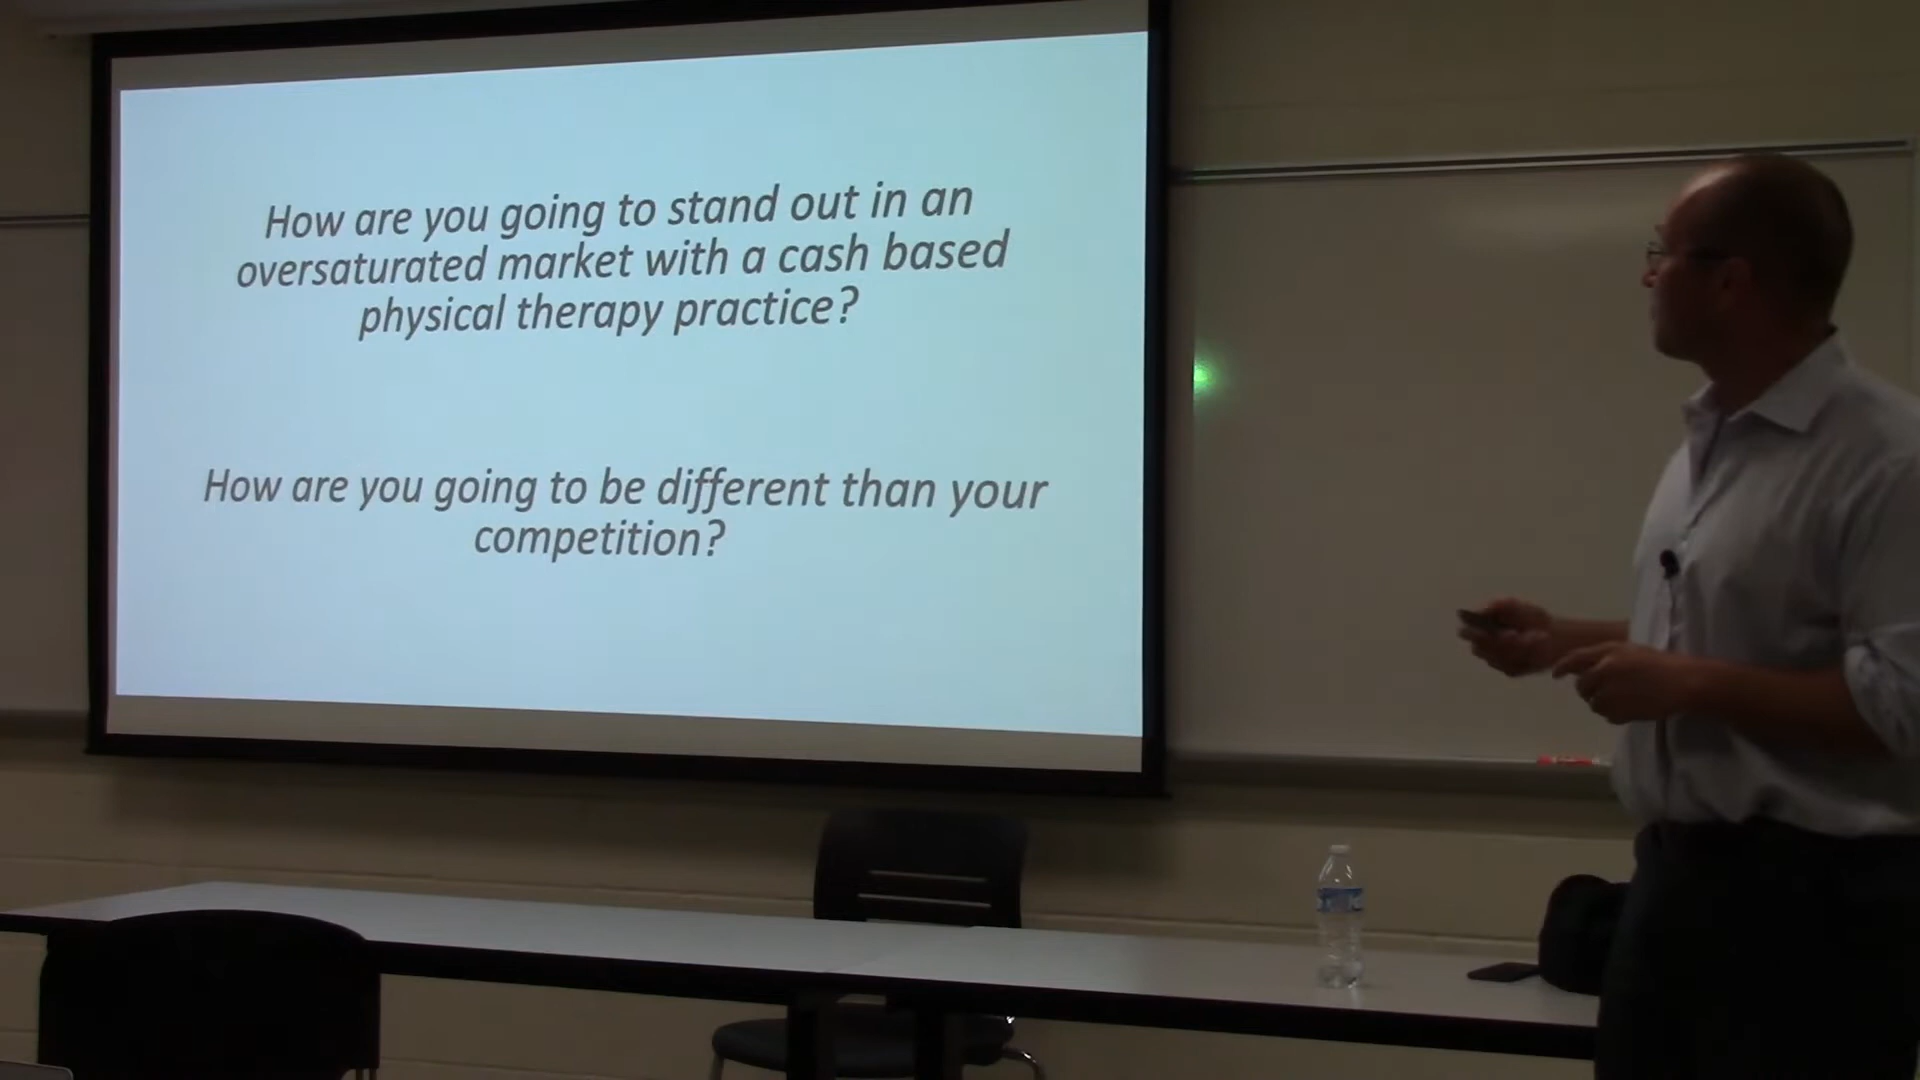 How are you going to stand out in an
oversaturated market with a cash based
physical therapy practice?
How are you going to be different than your
competition?